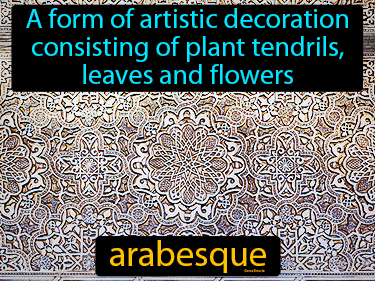 A form of artistic decoration
consisting of plant tendrils,
leaves and flowers
arabesque